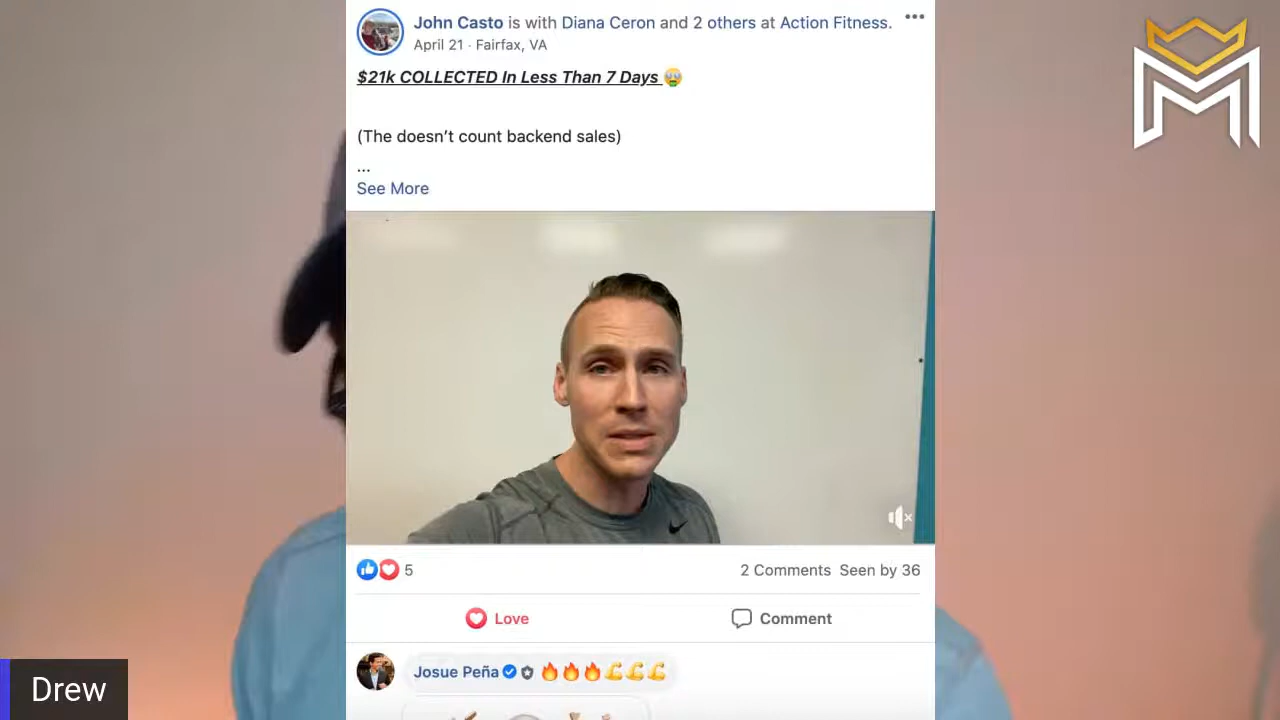 John Casto is with Diana Ceron and 2 others at Action Fitness.
April 21 · Fairfax, VA
$21k COLLECTED In Less Than 7 Days
(The doesn’t count backend sales)
...
See More
5
2 Comments Seen by 36
Love
Comment
Josue Peña
Drew